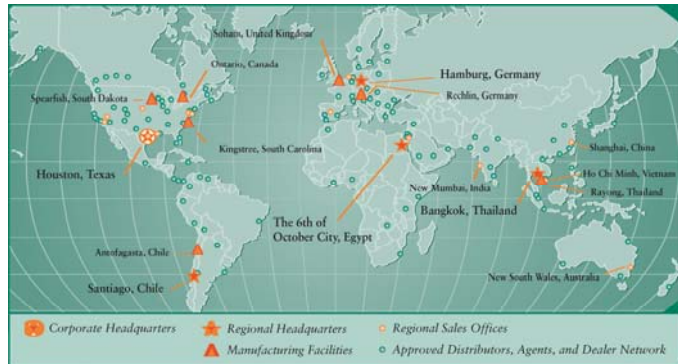 Soham, United Kingdom
Ontario, Canada
Hamburg, Germany
Rechlin, Germany
Spearfish, South Dakota
Kingstree, South Carolina
Shanghai, China
Houston, Texas
Ho Chi Minh, Vietnam
New Mumbai, India
Rayong, Thailand
Bangkok, Thailand
The 6th of
October City, Egypt
Antofagasta, Chile
New South Wales, Australia
Santiago, Chile
Corporate Headquarters
Regional Headquarters
Regional Sales Offices
Manufacturing Facilities
Approved Distributors, Agents, and Dealer Network